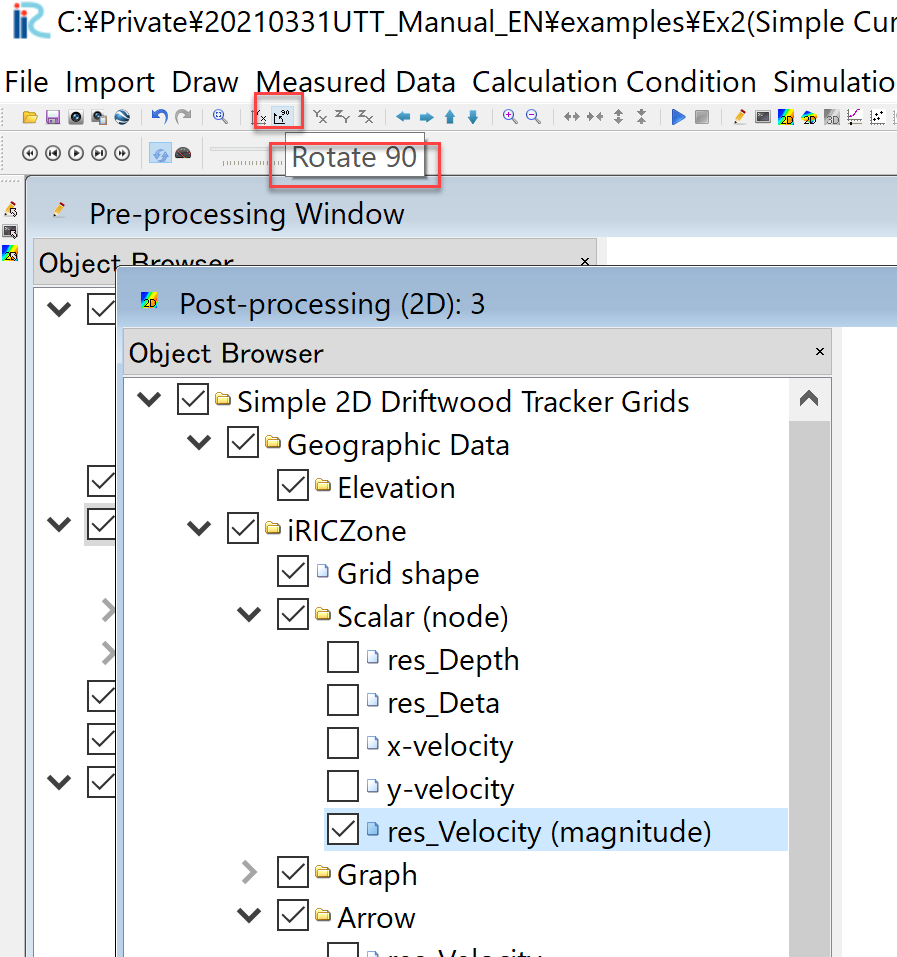 C:¥Private¥20210331UTT_Manual_EN¥examples¥Ex2(Simple Cur
File Import Draw Measured Data Calculation Condition Simulatio
Rotate 90
Pre-processing Window
Object Browser
Post-processing (2D): 3
Object Browser
Simple 2D Driftwood Tracker Grids
Geographic Data
Elevation
iRICZone
Grid shape
Scalar (node)
res_Depth
res_Deta
x-velocity
y-velocity
res_Velocity (magnitude)
Graph
Arrow
res_Velocity